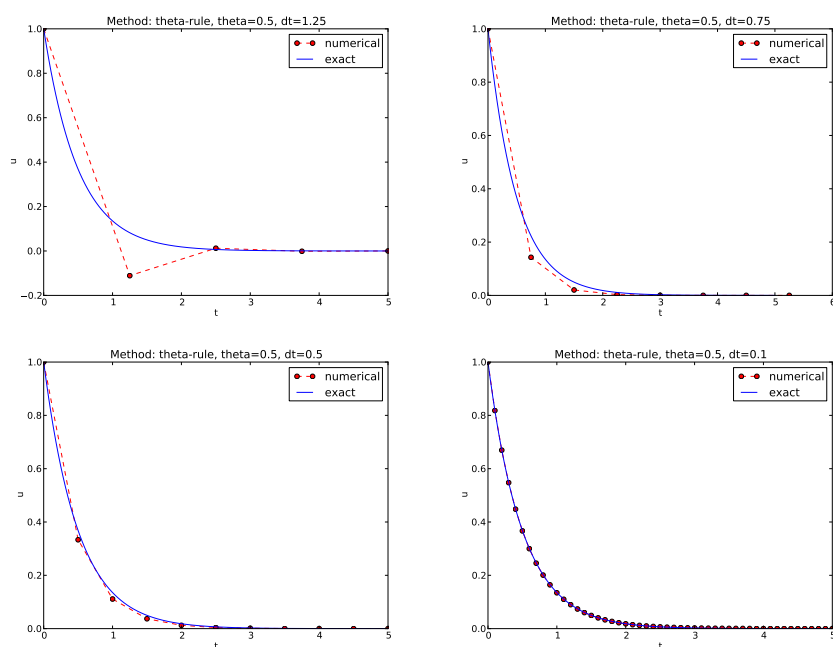 Method: theta-rule, theta=0.5, dt=1.25
1.0
0.8
0.6
0.4
0.2
0.0
−0.2
u
numerical
exact
0 1 2 3 4 5
t
Method: theta-rule, theta=0.5, dt=0.75
1.0
0.8
0.6
0.4
0.2
0.0
u
numerical
exact
0 1 2 3 4 5 6
t
Method: theta-rule, theta=0.5, dt=0.5
1.0
0.8
0.6
0.4
0.2
0.0
u
numerical
exact
0 1 2 3 4 5
t
Method: theta-rule, theta=0.5, dt=0.1
1.0
0.8
0.6
0.4
0.2
0.0
u
numerical
exact
0 1 2 3 4 5
t